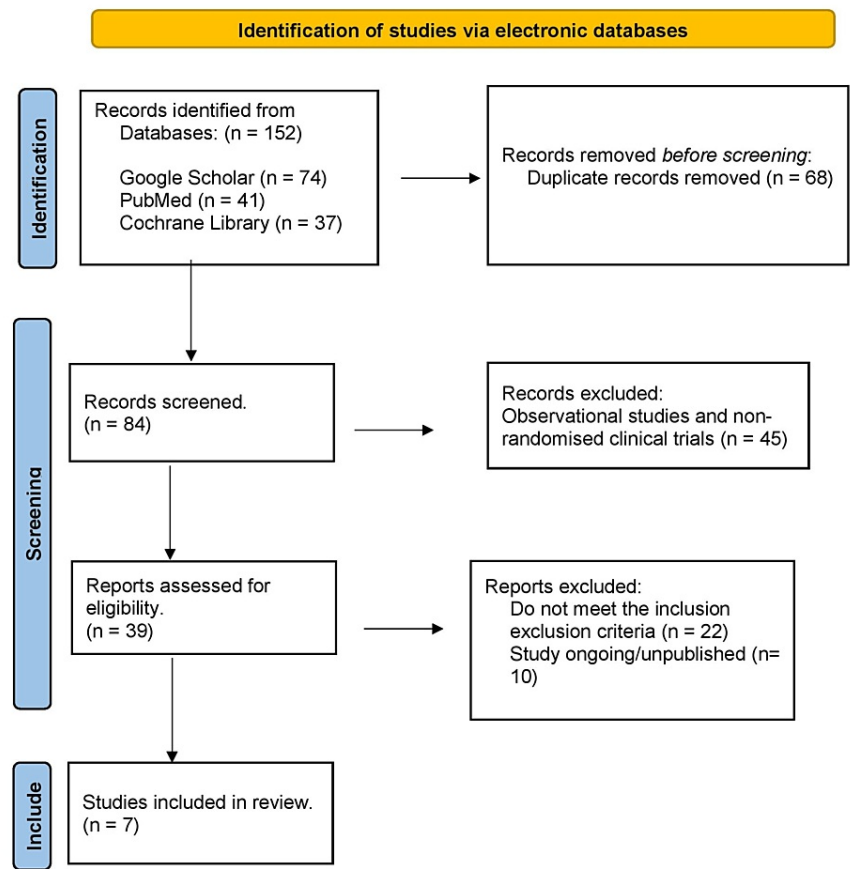 Identification of studies via electronic databases
Identification
Records identified from
Databases: (n = 152)
Google Scholar (n = 74)
PubMed (n = 41)
Cochrane Library (n = 37)
Records removed before screening:
Duplicate records removed (n = 68)
Screening
Records screened.
(n = 84)
Records excluded:
Observational studies and non-
randomised clinical trials (n = 45)
Reports assessed for
eligibility.
(n = 39)
Reports excluded:
Do not meet the inclusion
exclusion criteria (n = 22)
Study ongoing/unpublished (n=
10)
Include
Studies included in review.
(n = 7)